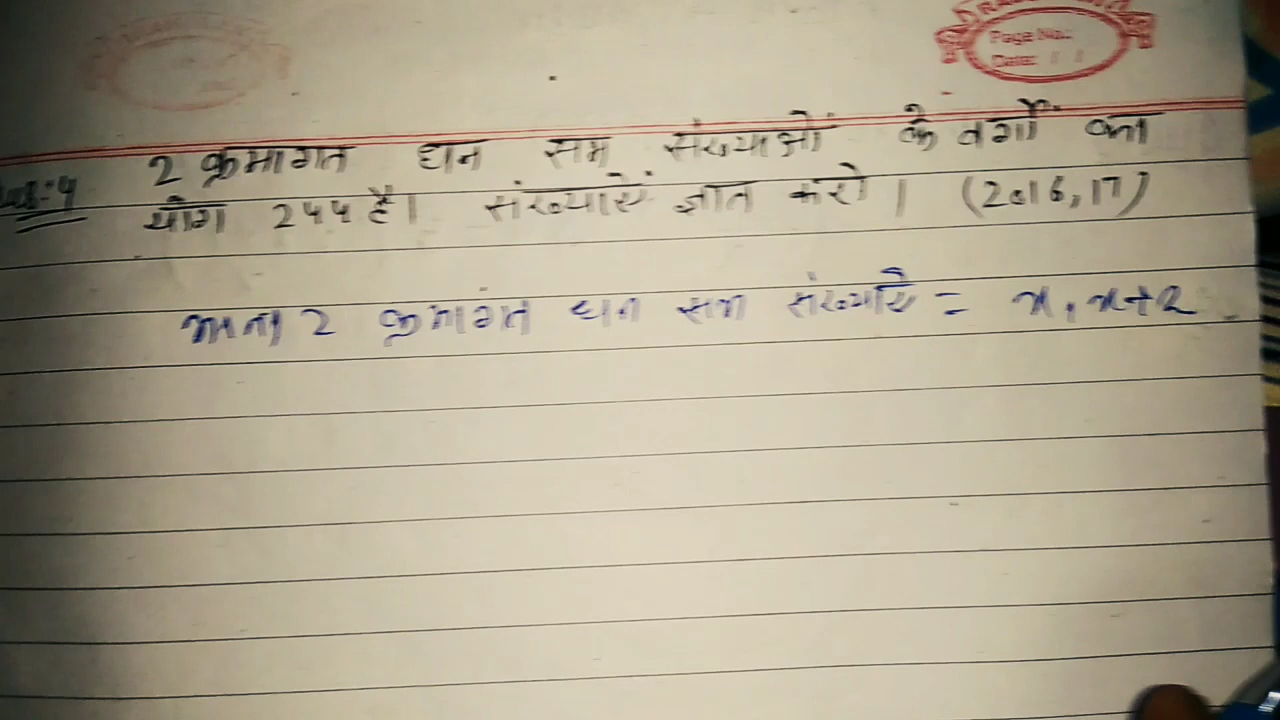 Page No.:
Date: / /
2 क्रमागत धन सम संख्याओं के वर्गों का
योग 244 है। संख्यायें ज्ञात करो। (2016,17)
माना 2 क्रमागत धन सम संख्यायें = x, x+2